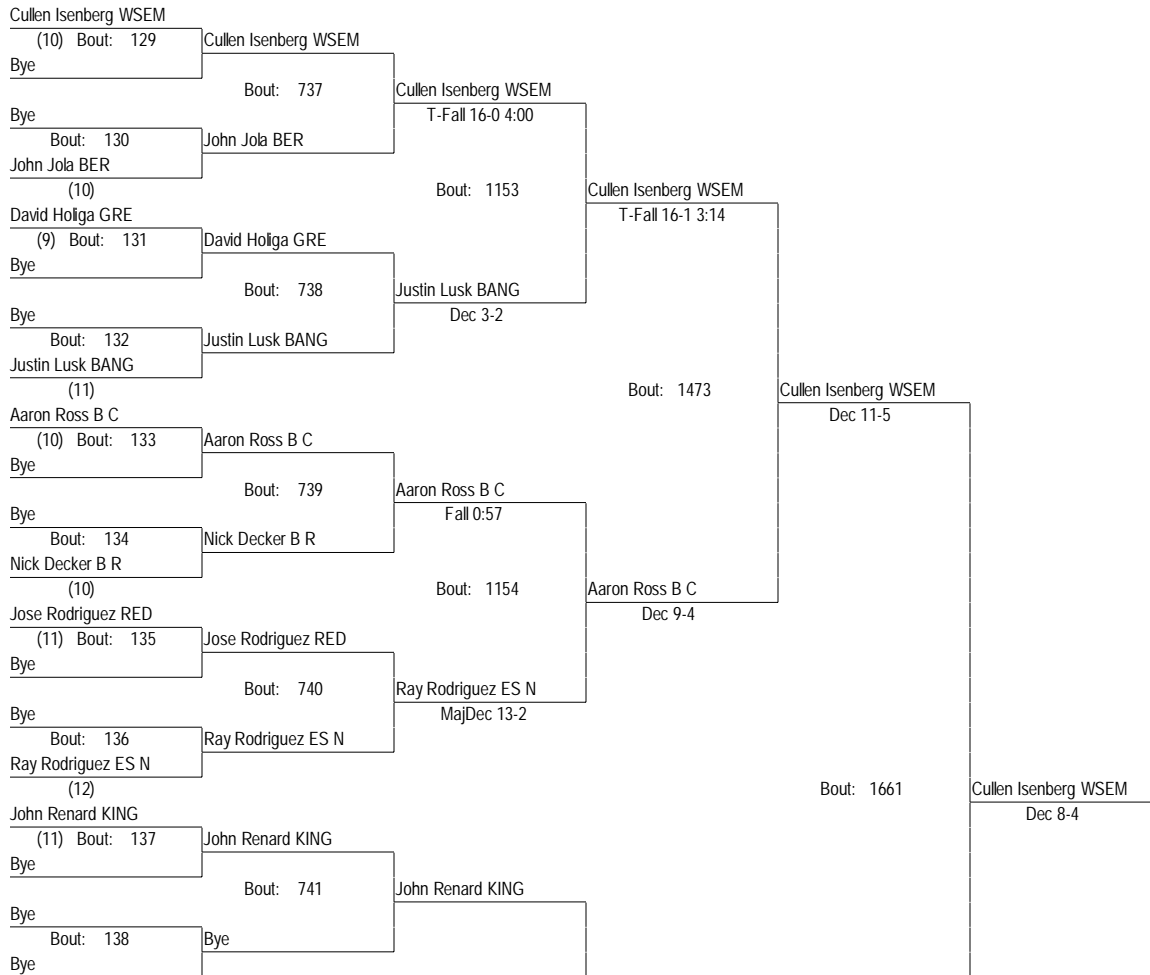 Cullen Isenberg WSEM
(10) Bout: 129
Cullen Isenberg WSEM
Bye
Bout: 737
Cullen Isenberg WSEM
Bye
T-Fall 16-0 4:00
Bout: 130
John Jola BER
John Jola BER
(10)
Bout: 1153
Cullen Isenberg WSEM
David Holiga GRE
T-Fall 16-1 3:14
(9) Bout: 131
David Holiga GRE
Bye
Bout: 738
Justin Lusk BANG
Bye
Dec 3-2
Bout: 132
Justin Lusk BANG
Justin Lusk BANG
(11)
Bout: 1473
Cullen Isenberg WSEM
Aaron Ross B C
Dec 11-5
(10) Bout: 133
Aaron Ross B C
Bye
Bout: 739
Aaron Ross B C
Bye
Fall 0:57
Bout: 134
Nick Decker B R
Nick Decker B R
(10)
Bout: 1154
Aaron Ross B C
Jose Rodriguez RED
Dec 9-4
(11) Bout: 135
Jose Rodriguez RED
Bye
Bout: 740
Ray Rodriguez ES N
Bye
MajDec 13-2
Bout: 136
Ray Rodriguez ES N
Ray Rodriguez ES N
(12)
Bout: 1661
Cullen Isenberg WSEM
John Renard KING
Dec 8-4
(11) Bout: 137
John Renard KING
Bye
Bout: 741
John Renard KING
Bye
Bout: 138
Bye
Bye